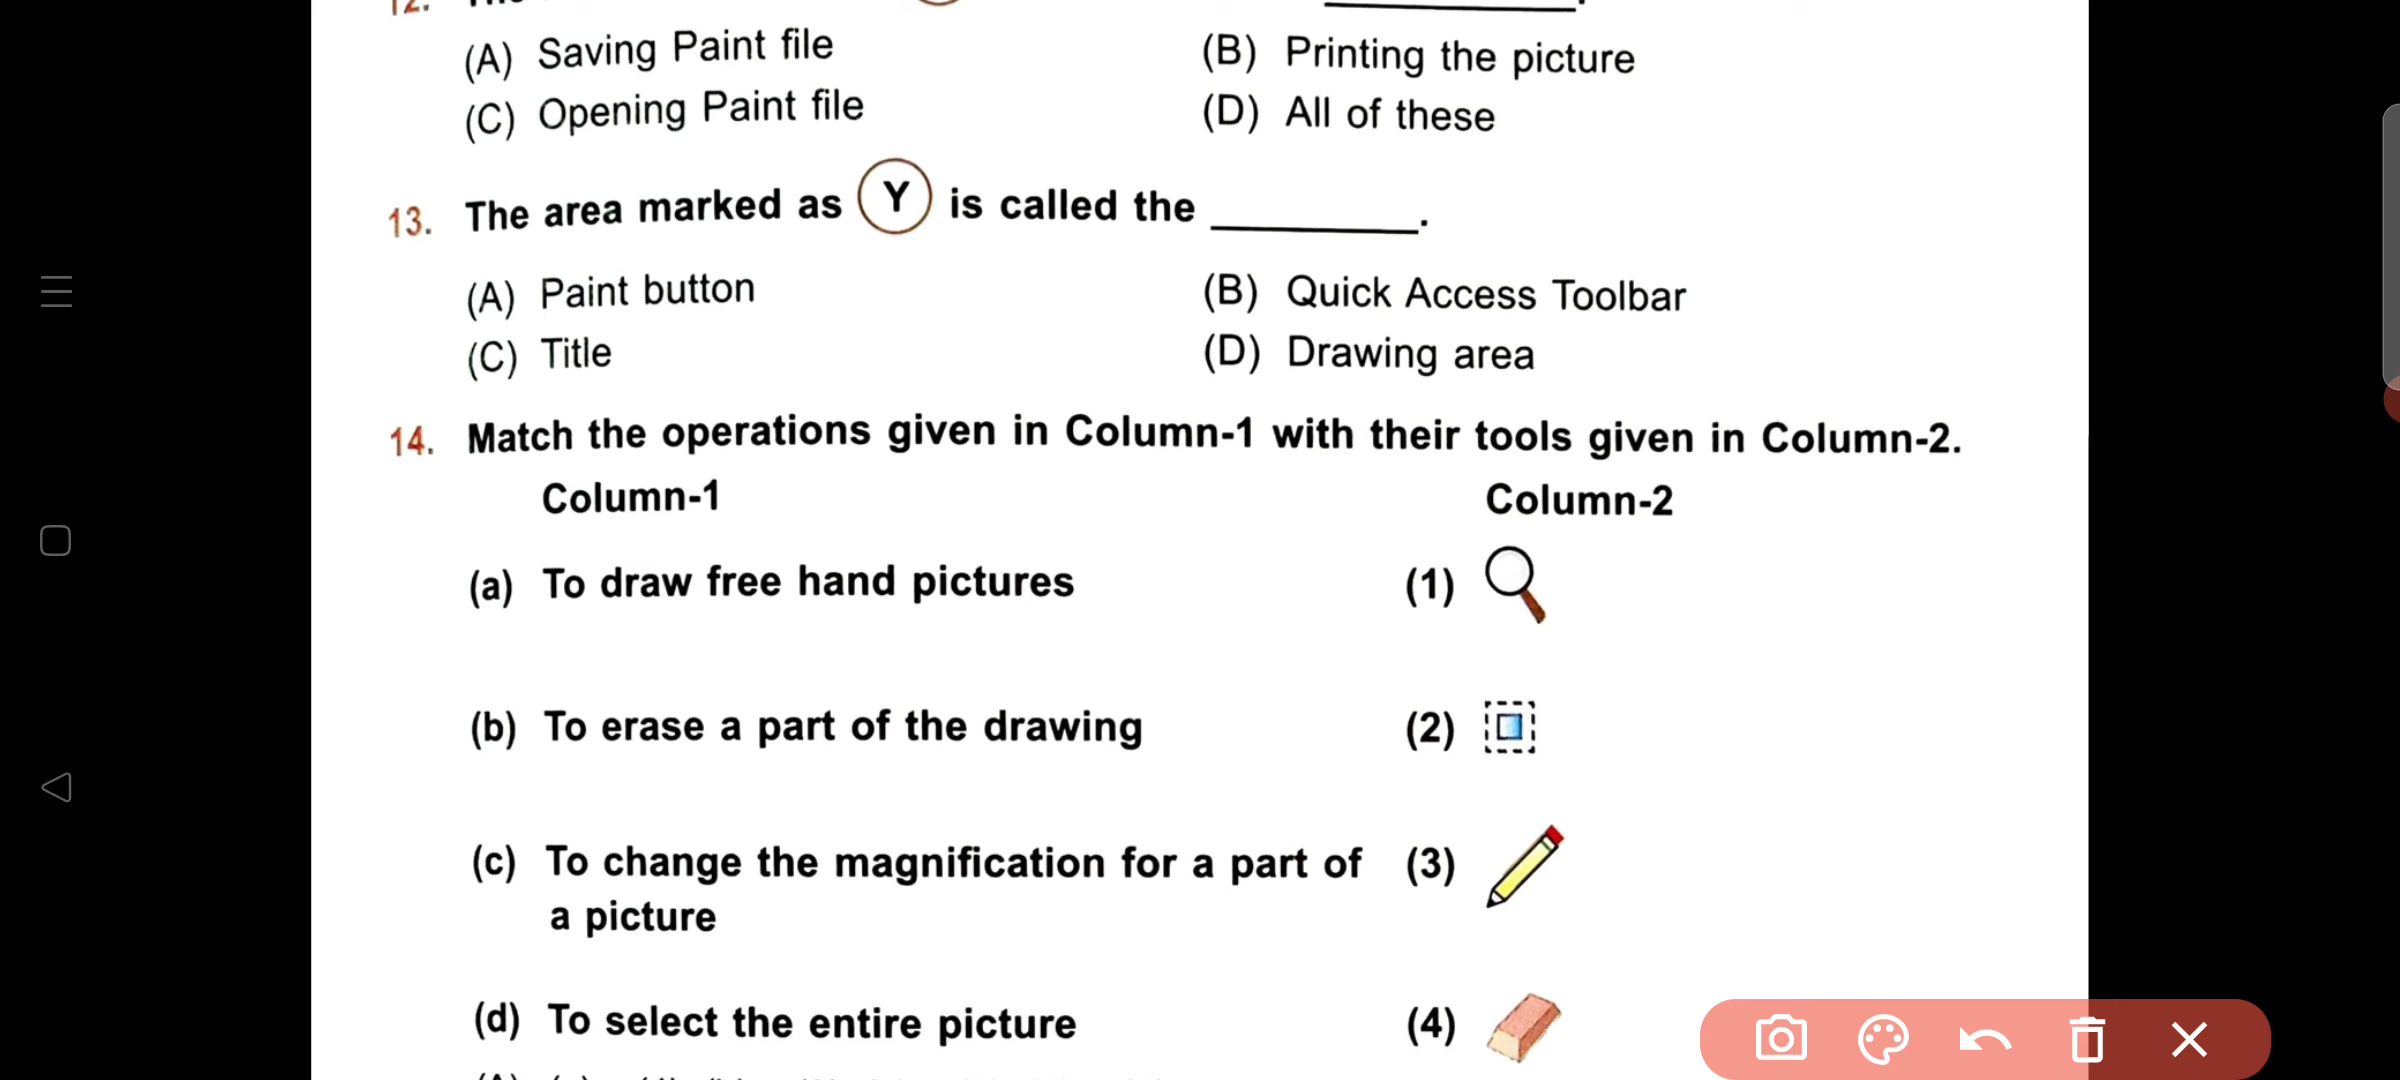 12.
(A) Saving Paint file (B) Printing the picture
(C) Opening Paint file (D) All of these
13. The area marked as Y is called the ________.
(A) Paint button (B) Quick Access Toolbar
(C) Title (D) Drawing area
14. Match the operations given in Column-1 with their tools given in Column-2.
Column-1 Column-2
(a) To draw free hand pictures (1)
(b) To erase a part of the drawing (2)
(c) To change the magnification for a part of (3)
a picture
(d) To select the entire picture (4)